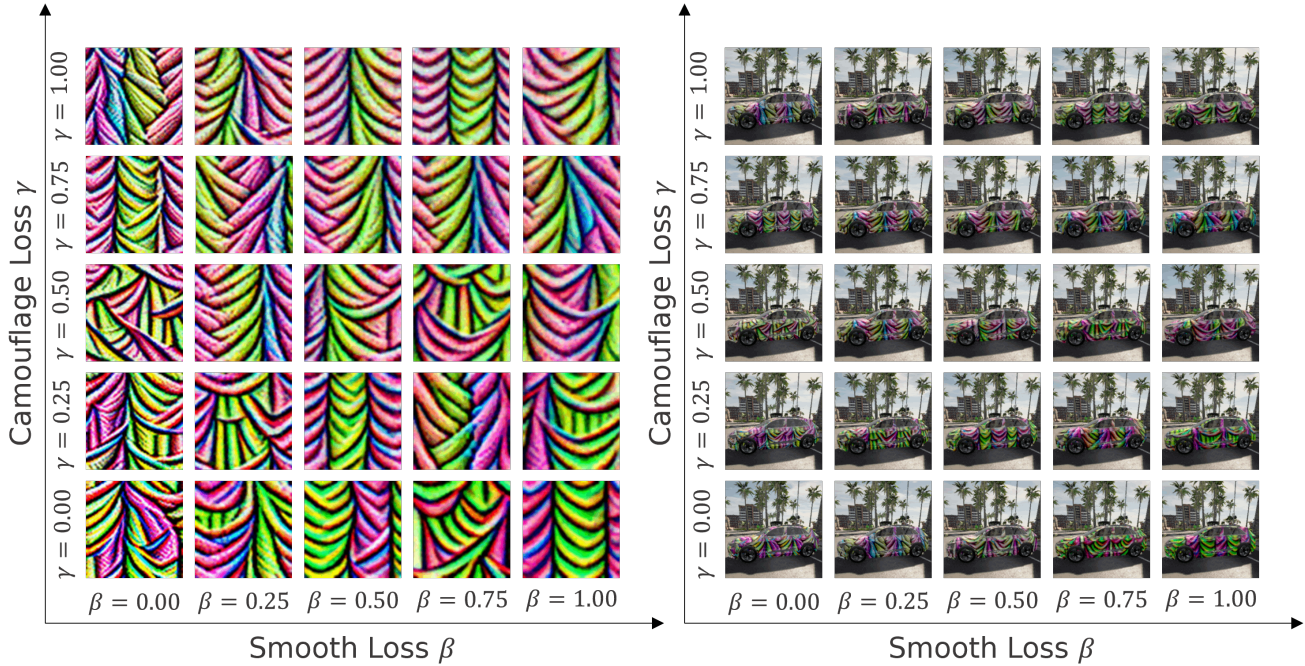 Camouflage Loss γ
γ = 1.00
γ = 0.75
γ = 0.50
γ = 0.25
γ = 0.00
β = 0.00 β = 0.25 β = 0.50 β = 0.75 β = 1.00
Smooth Loss β
Camouflage Loss γ
γ = 1.00
γ = 0.75
γ = 0.50
γ = 0.25
γ = 0.00
β = 0.00 β = 0.25 β = 0.50 β = 0.75 β = 1.00
Smooth Loss β